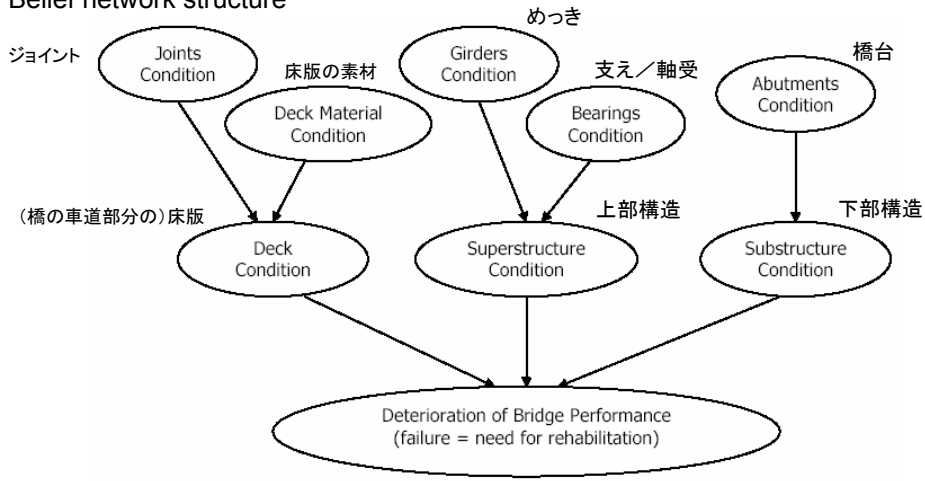 Belief network structure
めっき
ジョイント
Joints
Condition
Girders
Condition
橋台
床版の素材
支え／軸受
Abutments
Condition
Deck Material
Condition
Bearings
Condition
（橋の車道部分の）床版
上部構造
下部構造
Deck
Condition
Superstructure
Condition
Substructure
Condition
Deterioration of Bridge Performance
(failure = need for rehabilitation)